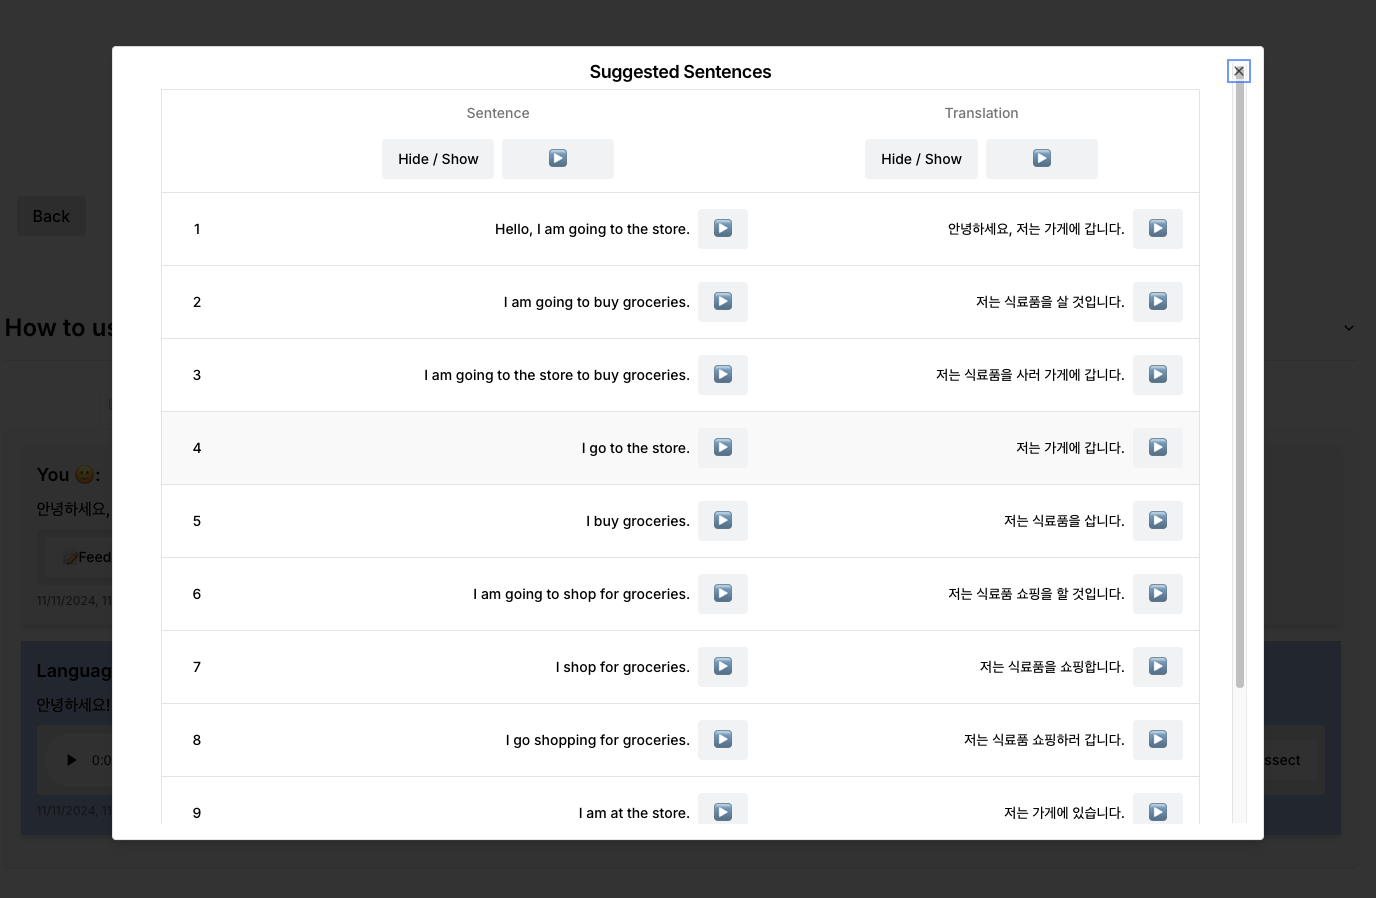 Suggested Sentences
Sentence
Translation
Hide / Show
Hide / Show
1 Hello, I am going to the store. 안녕하세요, 저는 가게에 갑니다.
2 I am going to buy groceries. 저는 식료품을 살 것입니다.
3 I am going to the store to buy groceries. 저는 식료품을 사러 가게에 갑니다.
4 I go to the store. 저는 가게에 갑니다.
5 I buy groceries. 저는 식료품을 삽니다.
6 I am going to shop for groceries. 저는 식료품 쇼핑을 할 것입니다.
7 I shop for groceries. 저는 식료품을 쇼핑합니다.
8 I go shopping for groceries. 저는 식료품 쇼핑하러 갑니다.
9 I am at the store. 저는 가게에 있습니다.
Back
How to us
You 🙂:
안녕하세요,
Feed
11/11/2024, 11
Languag
안녕하세요!
0:0
ssect
11/11/2024, 11